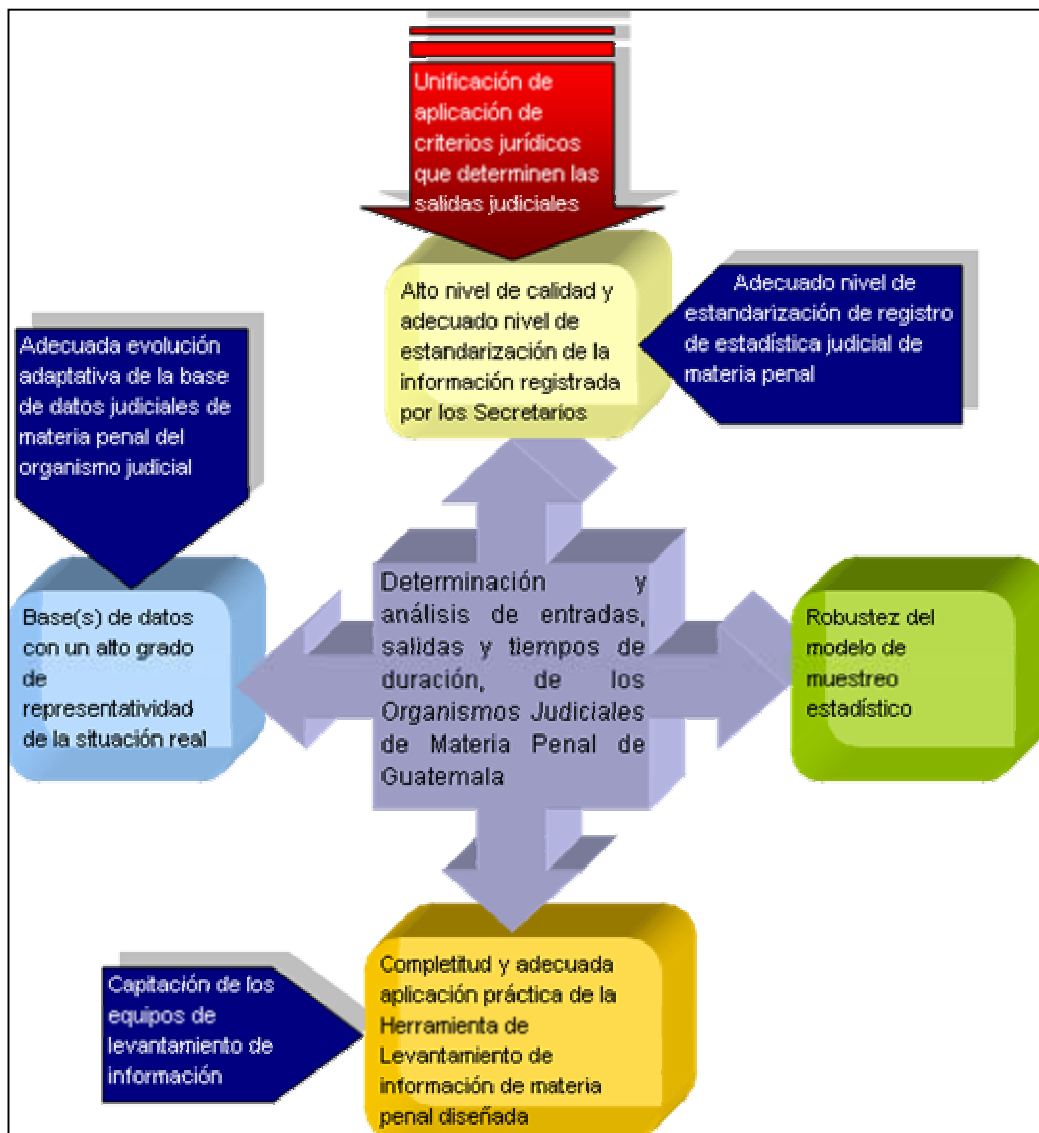 Unificación de
aplicación de
criterios jurídicos
que determinen las
salidas judiciales
Alto nivel de calidad y
adecuado nivel de
estandarización de la
información registrada
por los Secretarios
Adecuado nivel de
estandarización de registro
de estadística judicial de
materia penal
Adecuada evolución
adaptativa de la base
de datos judiciales de
materia penal del
organismo judicial
Base(s) de datos
con un alto grado
de
representatividad
de la situación real
Determinación y
análisis de entradas,
salidas y tiempos de
duración, de los
Organismos Judiciales
de Materia Penal de
Guatemala
Robustez del
modelo de
muestreo
estadístico
Capitación de los
equipos de
levantamiento de
información
Completitud y adecuada
aplicación práctica de la
Herramienta de
Levantamiento de
información de materia
penal diseñada